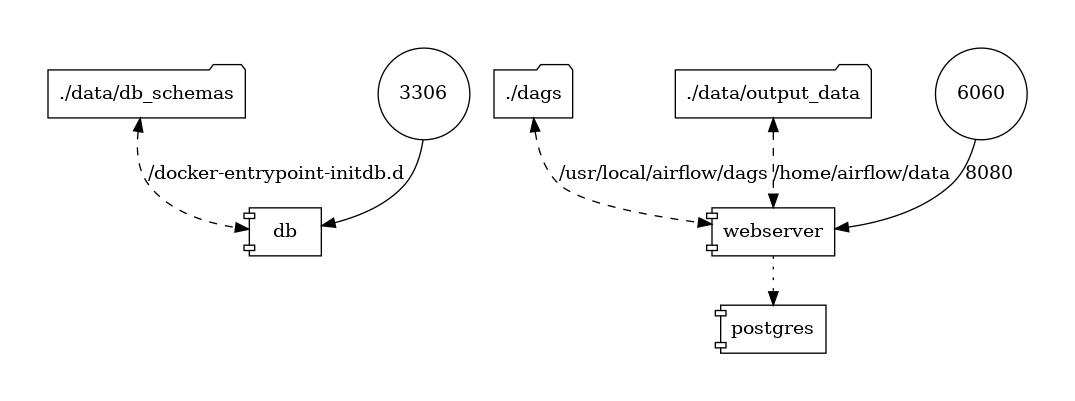 ./data/db_schemas
3306
./dags
./data/output_data
6060
/docker-entrypoint-initdb.d
/usr/local/airflow/dags
/home/airflow/data
8080
db
webserver
postgres